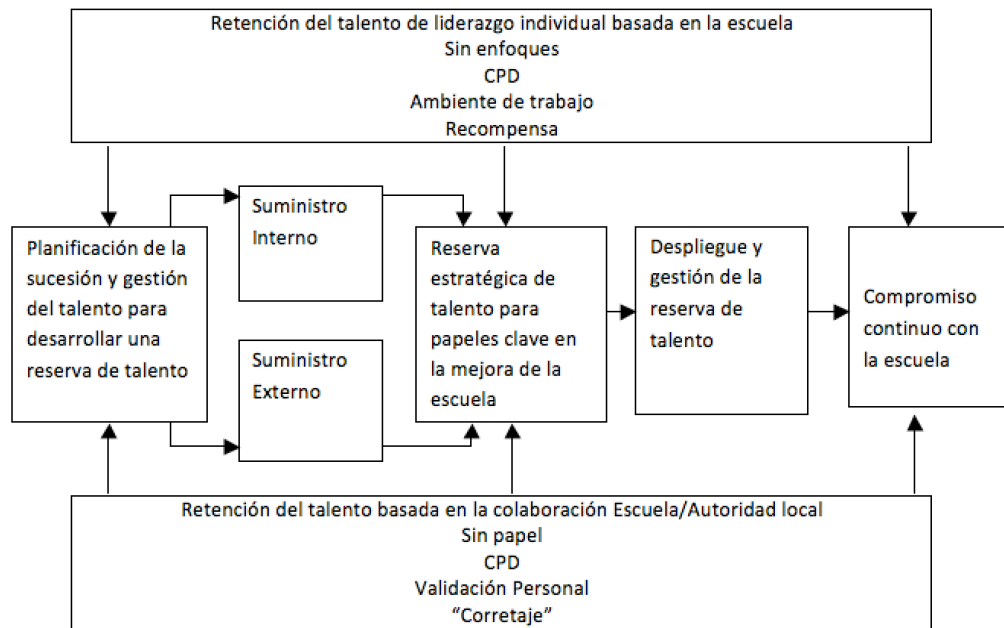 Retención del talento de liderazgo individual basada en la escuela
Sin enfoques
CPD
Ambiente de trabajo
Recompensa
Planificación de la
sucesión y gestión
del talento para
desarrollar una
reserva de talento
Suministro
Interno
Suministro
Externo
Reserva
estratégica de
talento para
papeles clave en
la mejora de la
escuela
Despliegue y
gestión de la
reserva de
talento
Compromiso
continuo con
la escuela
Retención del talento basada en la colaboración Escuela/Autoridad local
Sin papel
CPD
Validación Personal
“Corretaje”